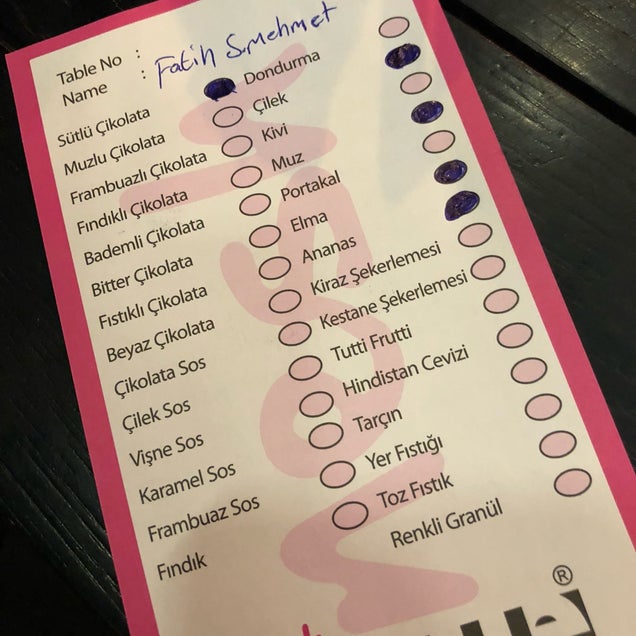 Table No :
Name : Fatih S.mehmet
Sütlü Çikolata
Muzlu Çikolata
Frambuazlı Çikolata
Fındıklı Çikolata
Bademli Çikolata
Bitter Çikolata
Fıstıklı Çikolata
Beyaz Çikolata
Çikolata Sos
Çilek Sos
Vişne Sos
Karamel Sos
Frambuaz Sos
Fındık
Dondurma
Çilek
Kivi
Muz
Portakal
Elma
Ananas
Kiraz Şekerlemesi
Kestane Şekerlemesi
Tutti Frutti
Hindistan Cevizi
Tarçın
Yer Fıstığı
Toz Fıstık
Renkli Granül
®